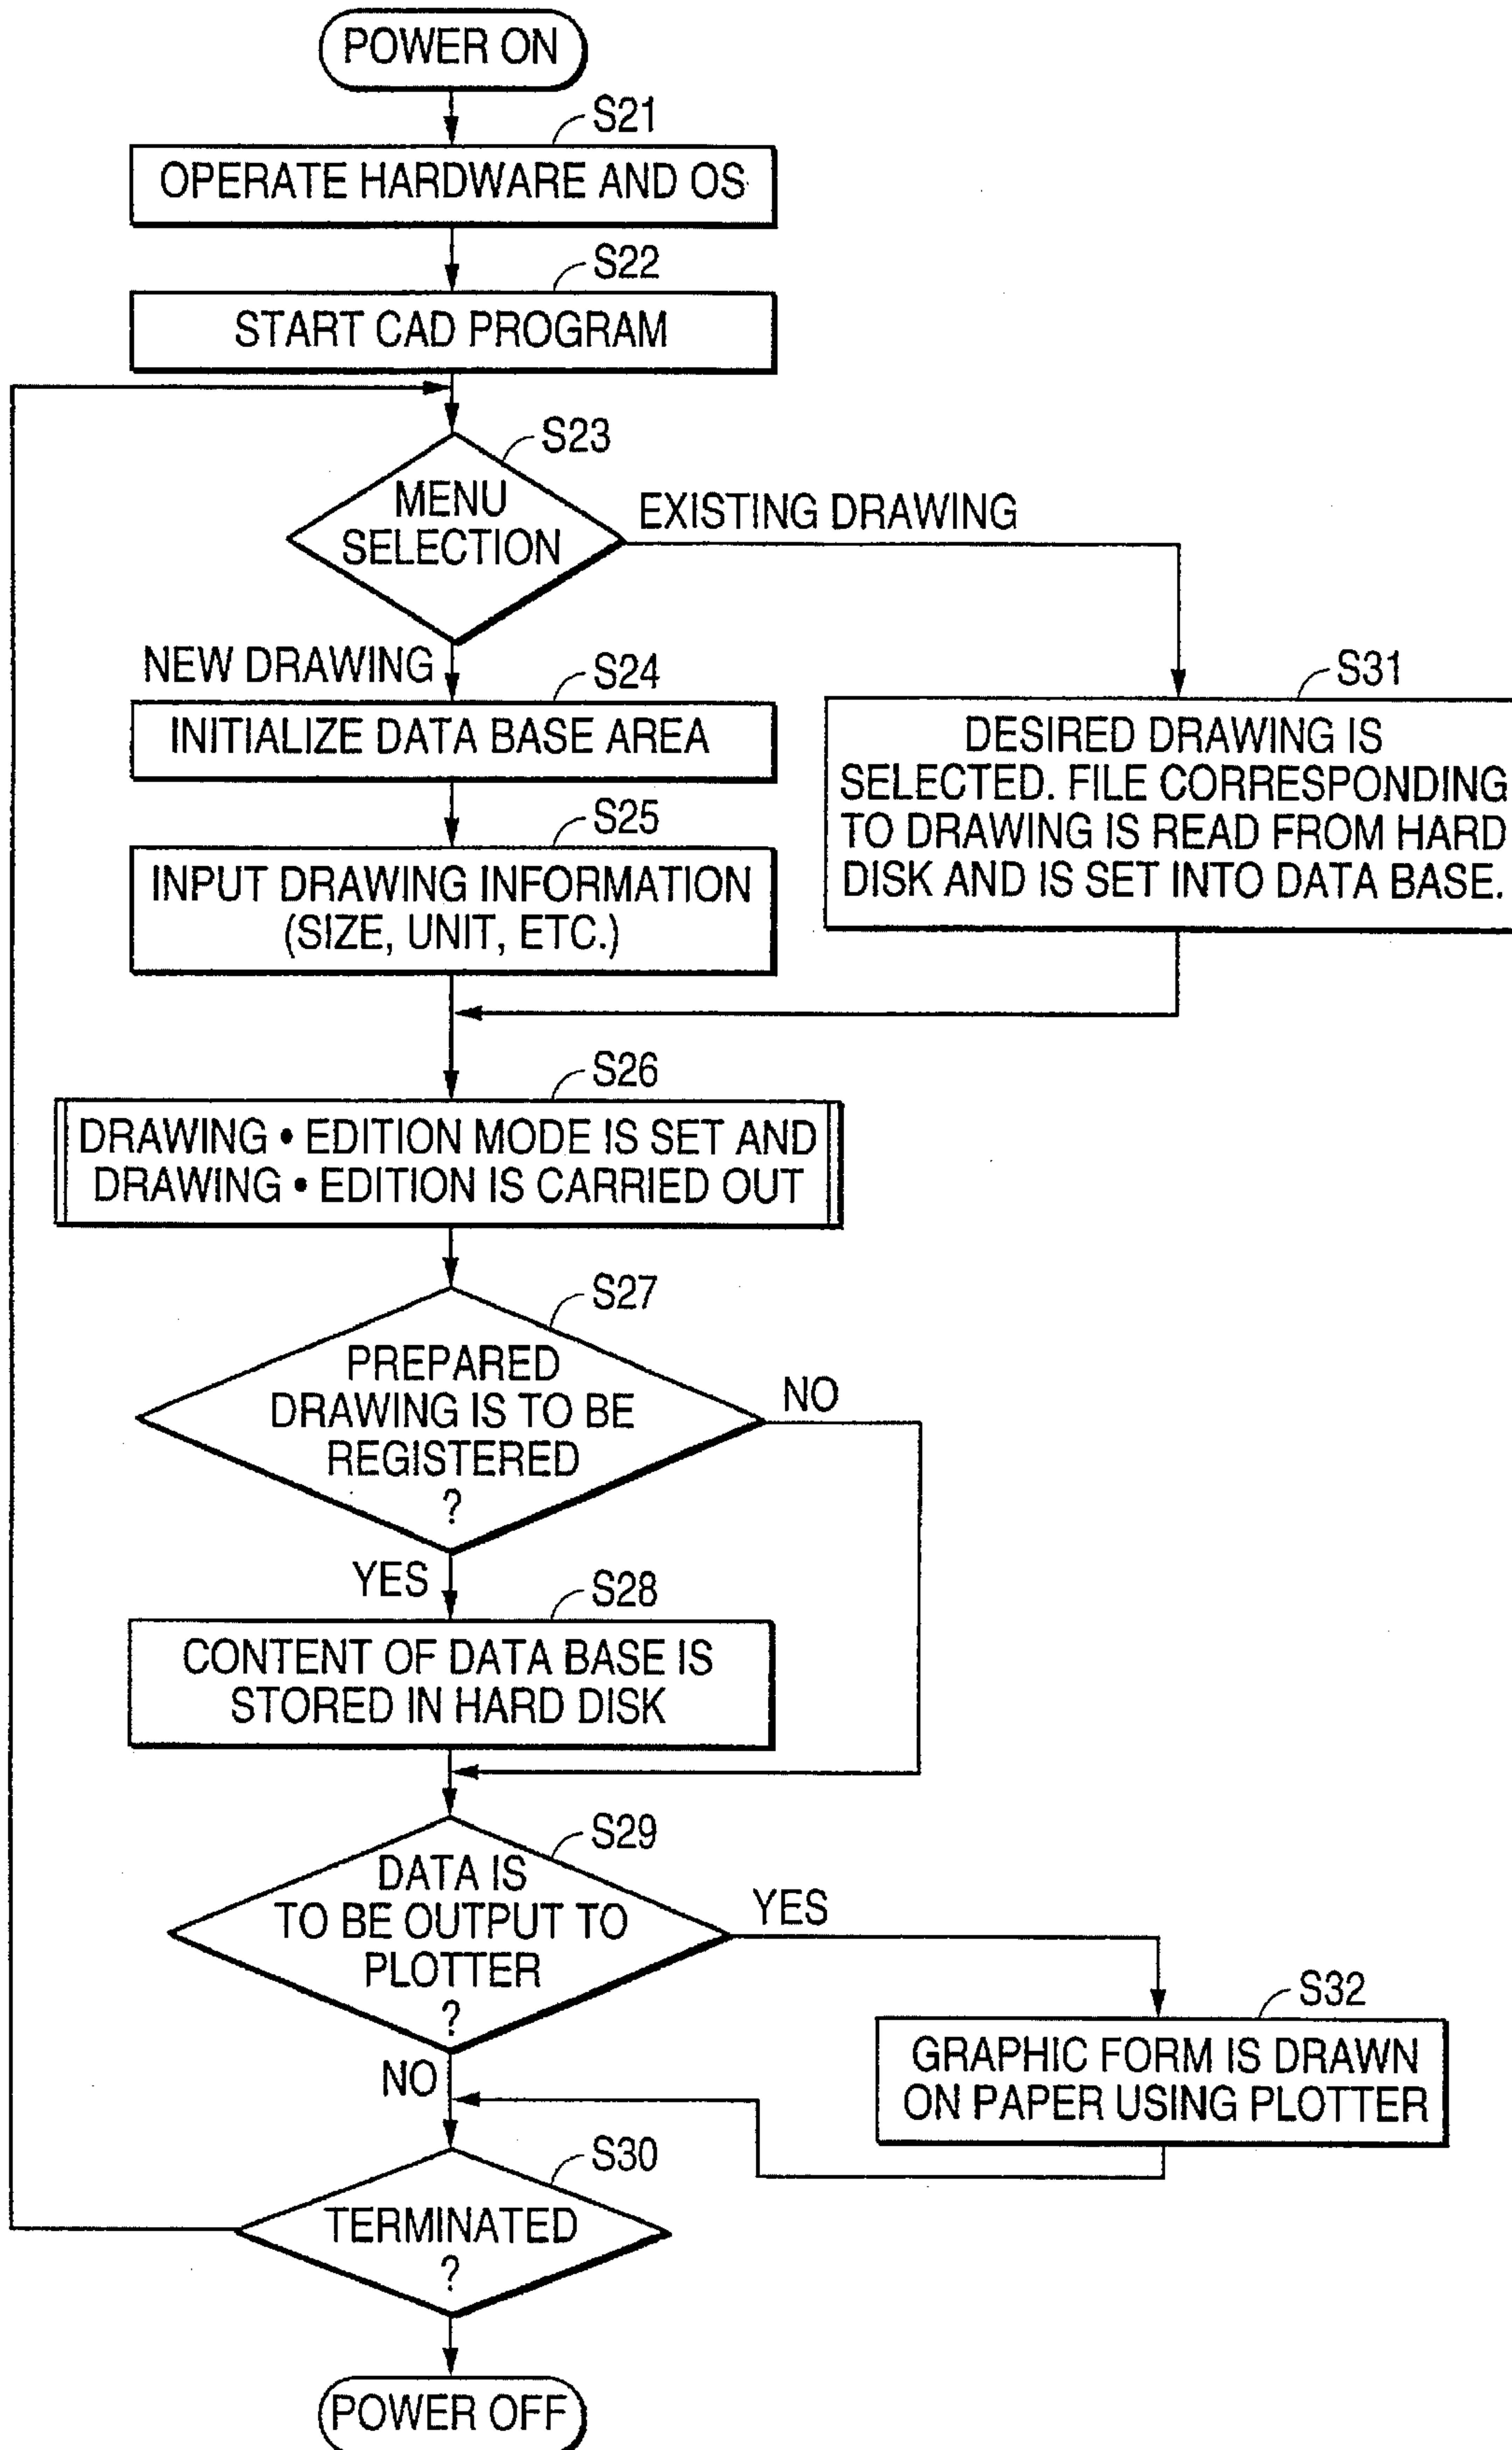 POWER ON
S21
OPERATE HARDWARE AND OS
S22
START CAD PROGRAM
S23
MENU
SELECTION
EXISTING DRAWING
NEW DRAWING
S24
INITIALIZE DATA BASE AREA
S31
DESIRED DRAWING IS
SELECTED. FILE CORRESPONDING
TO DRAWING IS READ FROM HARD
DISK AND IS SET INTO DATA BASE.
S25
INPUT DRAWING INFORMATION
(SIZE, UNIT, ETC.)
S26
DRAWING • EDITION MODE IS SET AND
DRAWING • EDITION IS CARRIED OUT
S27
PREPARED
DRAWING IS TO BE
REGISTERED
?
NO
YES
S28
CONTENT OF DATA BASE IS
STORED IN HARD DISK
S29
DATA IS
TO BE OUTPUT TO
PLOTTER
?
YES
S32
GRAPHIC FORM IS DRAWN
ON PAPER USING PLOTTER
NO
S30
TERMINATED
?
POWER OFF